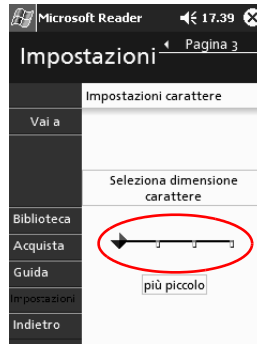 Microsoft Reader 17.39
Impostazioni Pagina 3
Impostazioni carattere
Vai a
Seleziona dimensione
carattere
Biblioteca
Acquista
Guida
più piccolo
Impostazioni
Indietro